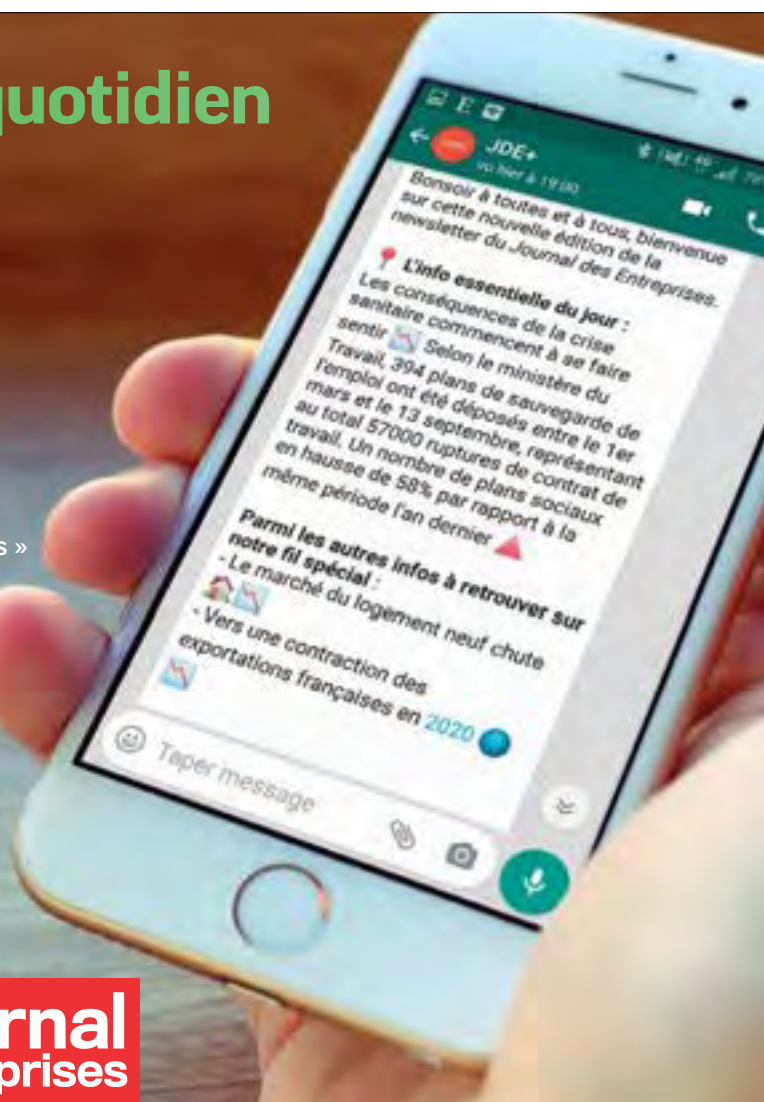 quotidien
JDE+
vu hier à 19:00
Bonsoir à toutes et à tous, bienvenue
sur cette nouvelle édition de la
newsletter du Journal des Entreprises.
L'info essentielle du jour :
Les conséquences de la crise
sanitaire commencent à se faire
sentir Selon le ministère du
Travail, 394 plans de sauvegarde de
l'emploi ont été déposés entre le 1er
mars et le 13 septembre, représentant
au total 57000 ruptures de contrat de
travail. Un nombre de plans sociaux
en hausse de 58% par rapport à la
même période l'an dernier
s »
Parmi les autres infos à retrouver sur
notre fil spécial :
- Le marché du logement neuf chute
- Vers une contraction des
exportations françaises en 2020
Taper message
rnal
prises